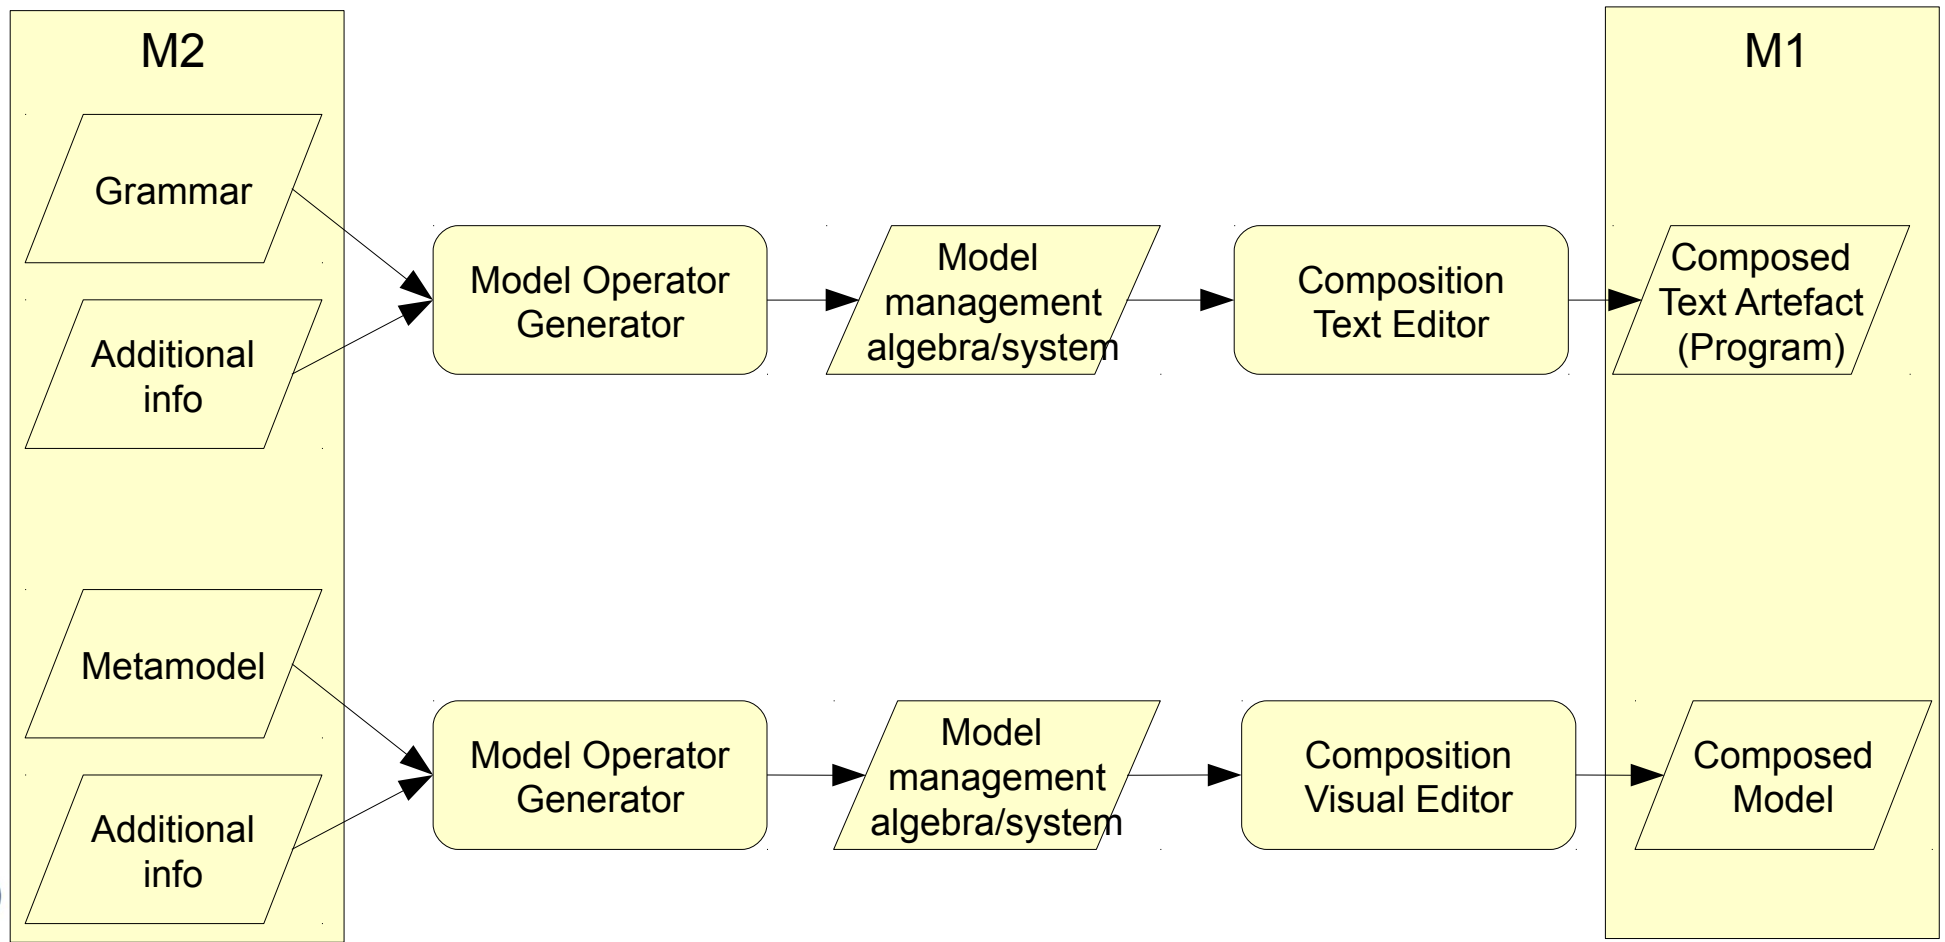 M2
M1
Grammar
Additional
info
Model Operator
Generator
Model
management
algebra/system
Composition
Text Editor
Composed
Text Artefact
(Program)
Metamodel
Additional
info
Model Operator
Generator
Model
management
algebra/system
Composition
Visual Editor
Composed
Model